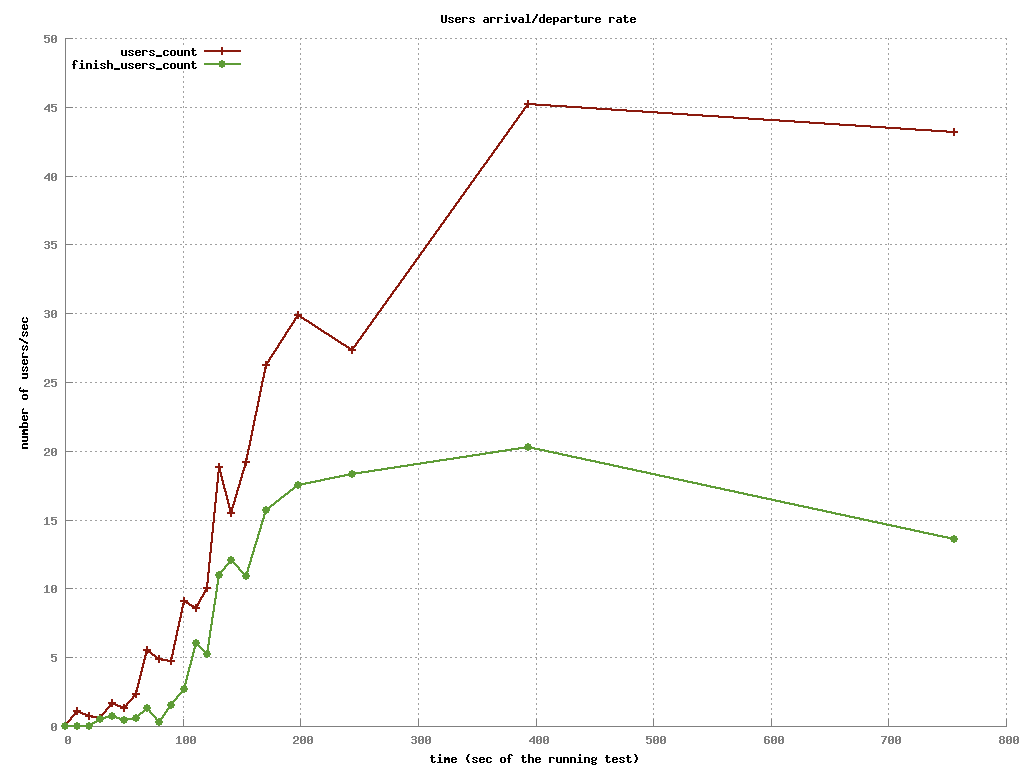 Users arrival/departure rate
users_count
finish_users_count
50
45
40
35
30
25
20
15
10
5
0
number of users/sec
0 100 200 300 400 500 600 700 800
time (sec of the running test)